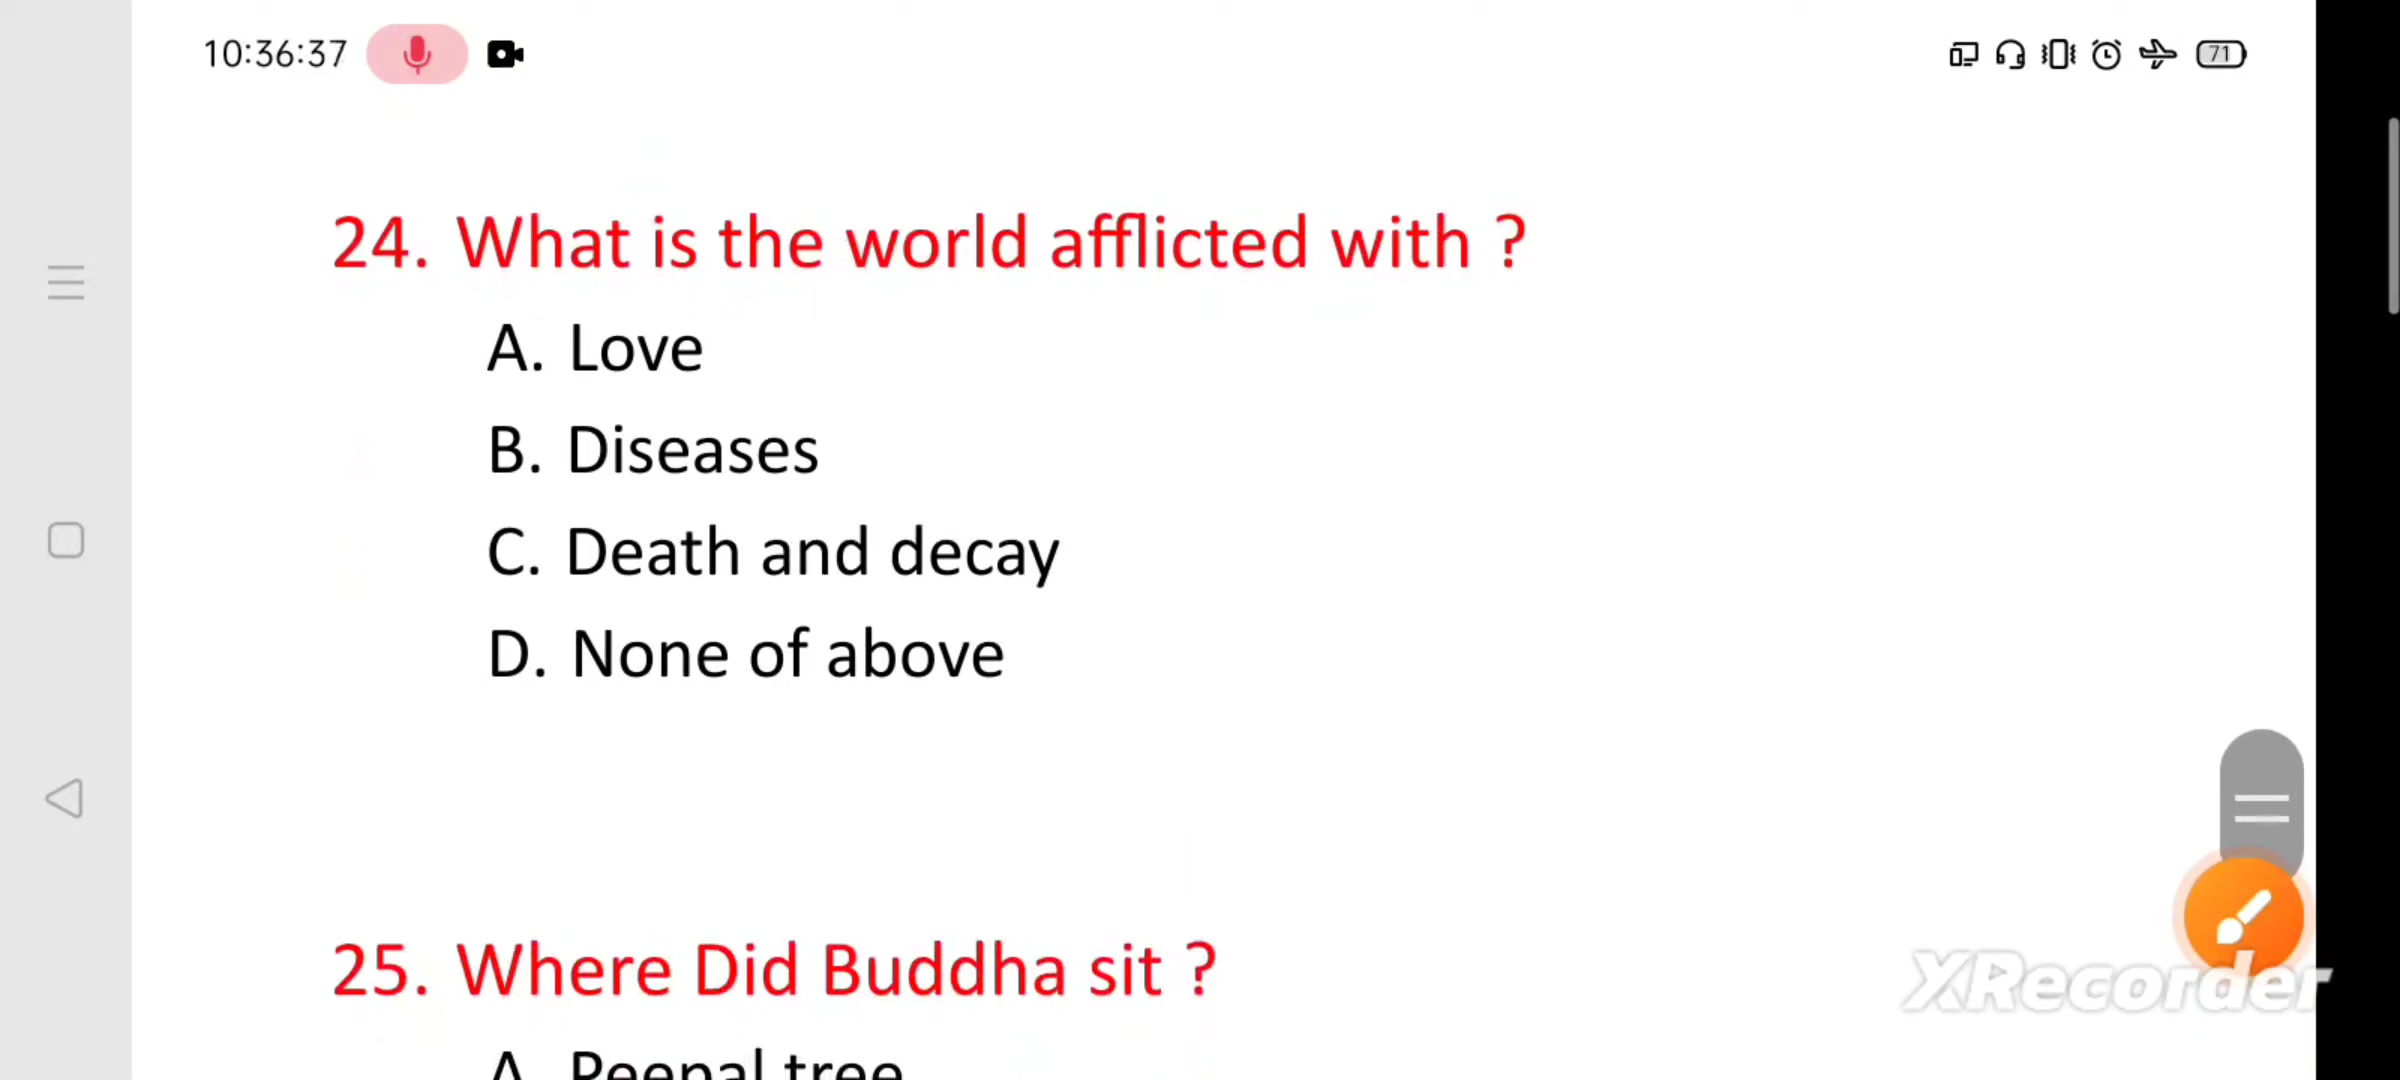 10:36:37
71
24. What is the world afflicted with ?
A. Love
B. Diseases
C. Death and decay
D. None of above
25. Where Did Buddha sit ?
A. Peepal tree
XRecorder